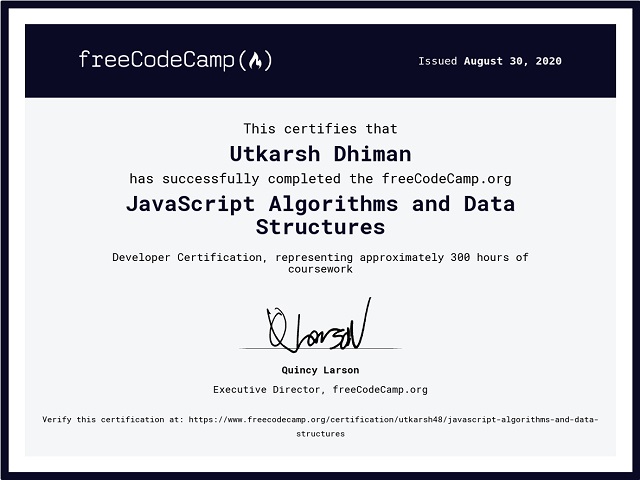 freeCodeCamp(🔥)
Issued August 30, 2020
This certifies that
Utkarsh Dhiman
has successfully completed the freeCodeCamp.org
JavaScript Algorithms and Data
Structures
Developer Certification, representing approximately 300 hours of
coursework
Q Larson
Quincy Larson
Executive Director, freeCodeCamp.org
Verify this certification at: https://www.freecodecamp.org/certification/utkarsh48/javascript-algorithms-and-data-
structures